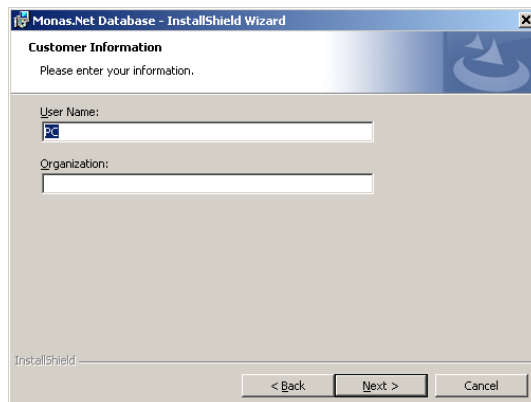 Monas.Net Database - InstallShield Wizard
Customer Information
Please enter your information.
User Name:
PC
Organization:
InstallShield
< Back
Next >
Cancel